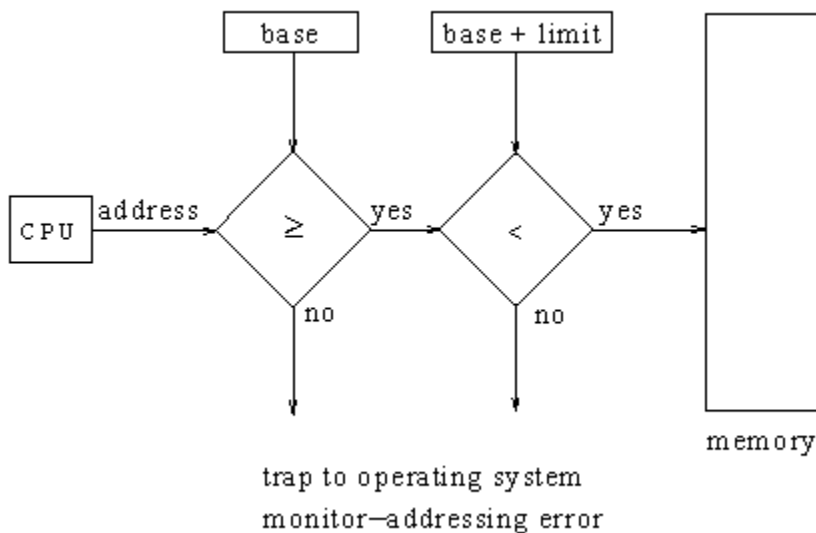 base
base + limit
CPU
address
≥
yes
<
yes
no
no
memory
trap to operating system
monitor–addressing error